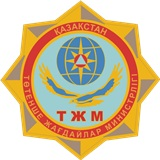 ҚАЗАҚСТАН
ТЖМ
ТӨТЕНШЕ ЖАҒДАЙЛАР МИНИСТРЛІГІ